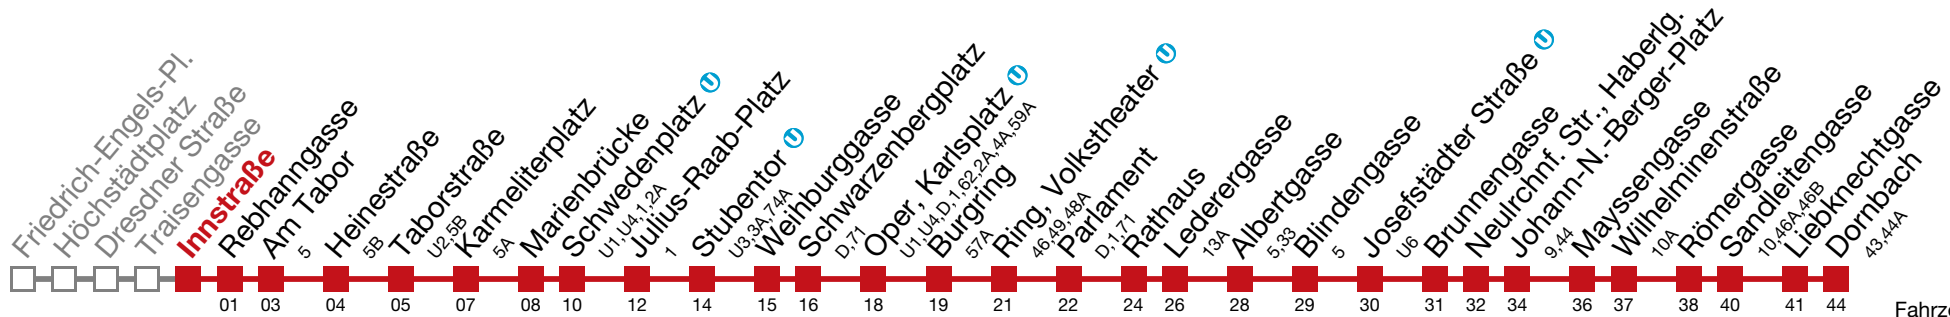 Friedrich-Engels-Pl.
Höchstädtplatz
Dresdner Straße
Traisengasse
Innstraße
Rebhanngasse
Am Tabor
5
Heinestraße
5B
Taborstraße
U2,5B
Karmeliterplatz
5A
Marienbrücke
Schwedenplatz U
U1,U4,1,2A
Julius-Raab-Platz
1
Stubentor U
U3,3A,74A
Weihburggasse
Schwarzenbergplatz
D,71
Oper, Karlsplatz U
U1,U4,D,1,62,2A,4A,59A
Burgring
57A
Ring, Volkstheater U
46,49,48A
Parlament
D,1,71
Rathaus
Lederergasse
13A
Albertgasse
5,33
Blindengasse
5
Josefstädter Straße U
U6
Brunnengasse
Neulrchnf. Str., Haberlg.
Johann-N.-Berger-Platz
9,44
Mayssengasse
Wilhelminenstraße
10A
Römergasse
Sandleitengasse
10,46A,46B
Liebknechtgasse
Dornbach
43,44A
01 03 04 05 07 08 10 12 14 15 16 18 19 21 22 24 26 28 29 30 31 32 34 36 37 38 40 41 44
Fahrze